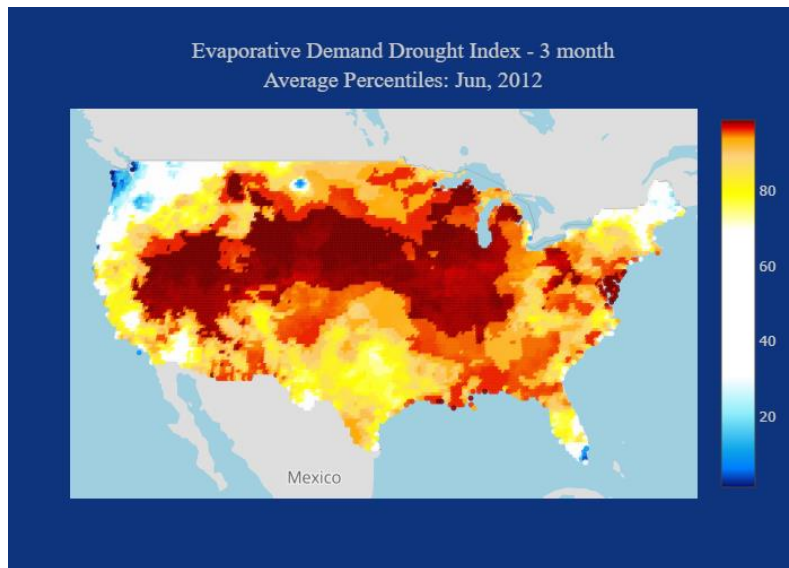 Evaporative Demand Drought Index - 3 month
Average Percentiles: Jun, 2012
80
60
40
20
Mexico